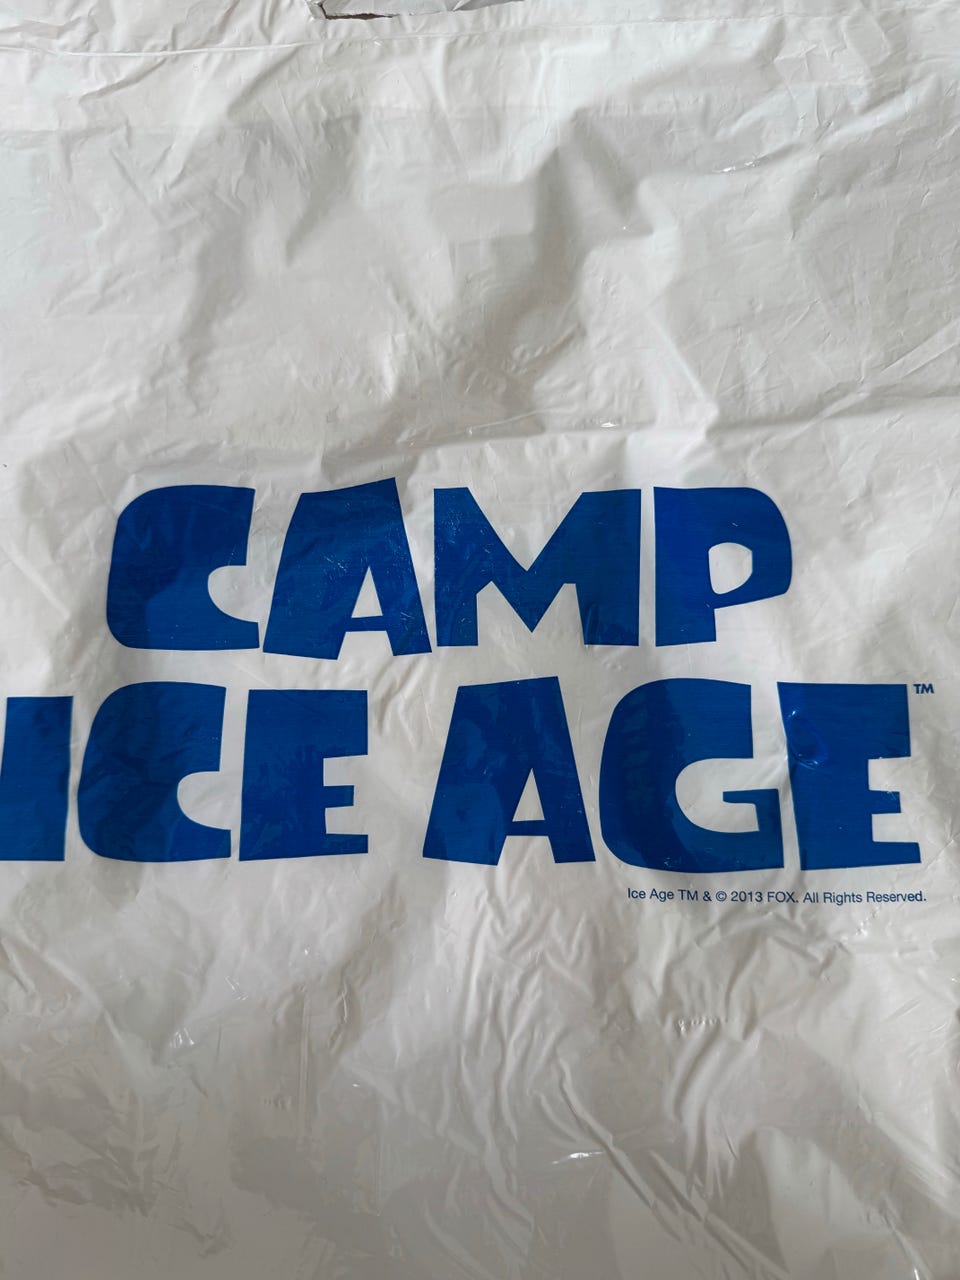 CAMP
ICE AGE™
Ice Age TM & © 2013 FOX. All Rights Reserved.